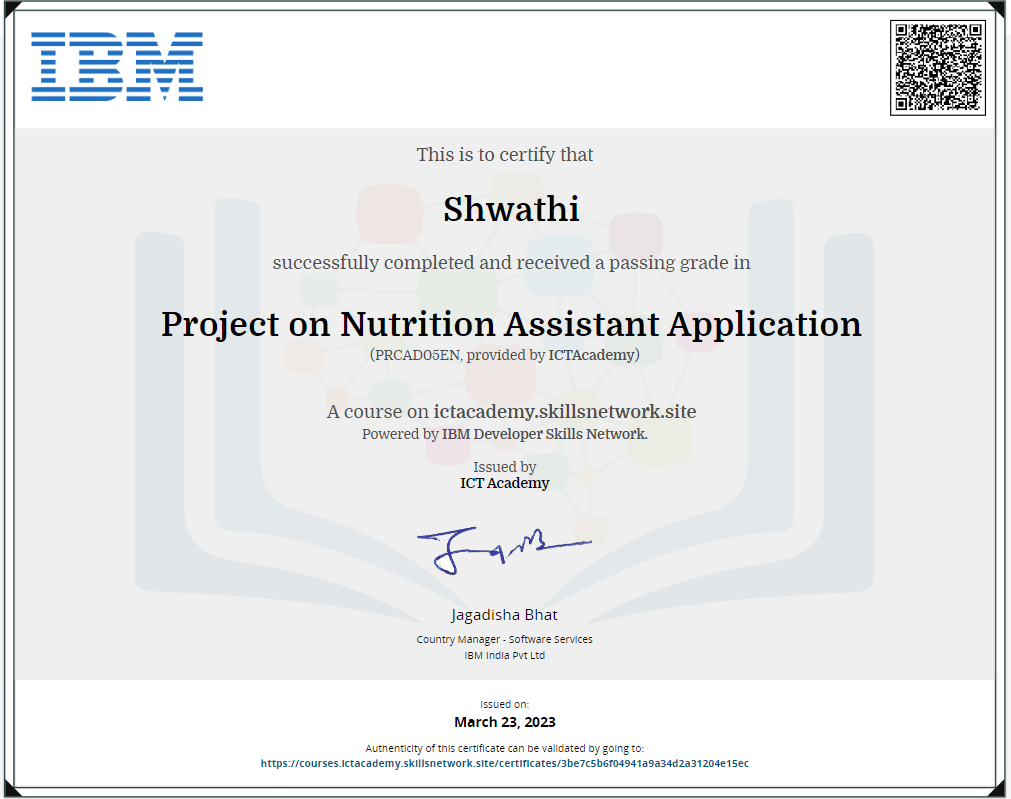 IBM
This is to certify that
Shwathi
successfully completed and received a passing grade in
Project on Nutrition Assistant Application
(PRCAD05EN, provided by ICTAcademy)
A course on ictacademy.skillsnetwork.site
Powered by IBM Developer Skills Network.
Issued by
ICT Academy
Jagadisha Bhat
Country Manager - Software Services
IBM India Pvt Ltd
Issued on:
March 23, 2023
Authenticity of this certificate can be validated by going to:
https://courses.ictacademy.skillsnetwork.site/certificates/3be7c5b6f04941a9a34d2a31204e15ec